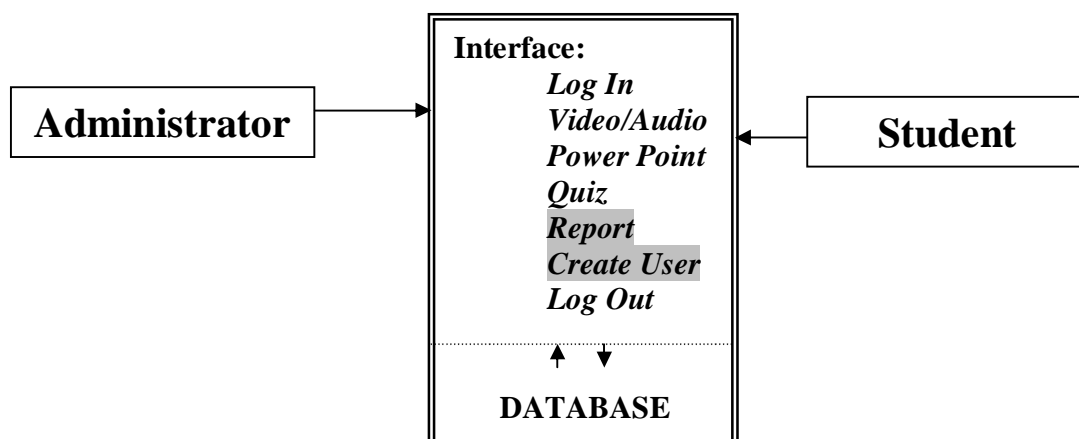 Interface:
Log In
Administrator
Video/Audio
Student
Power Point
Quiz
Report
Create User
Log Out
DATABASE